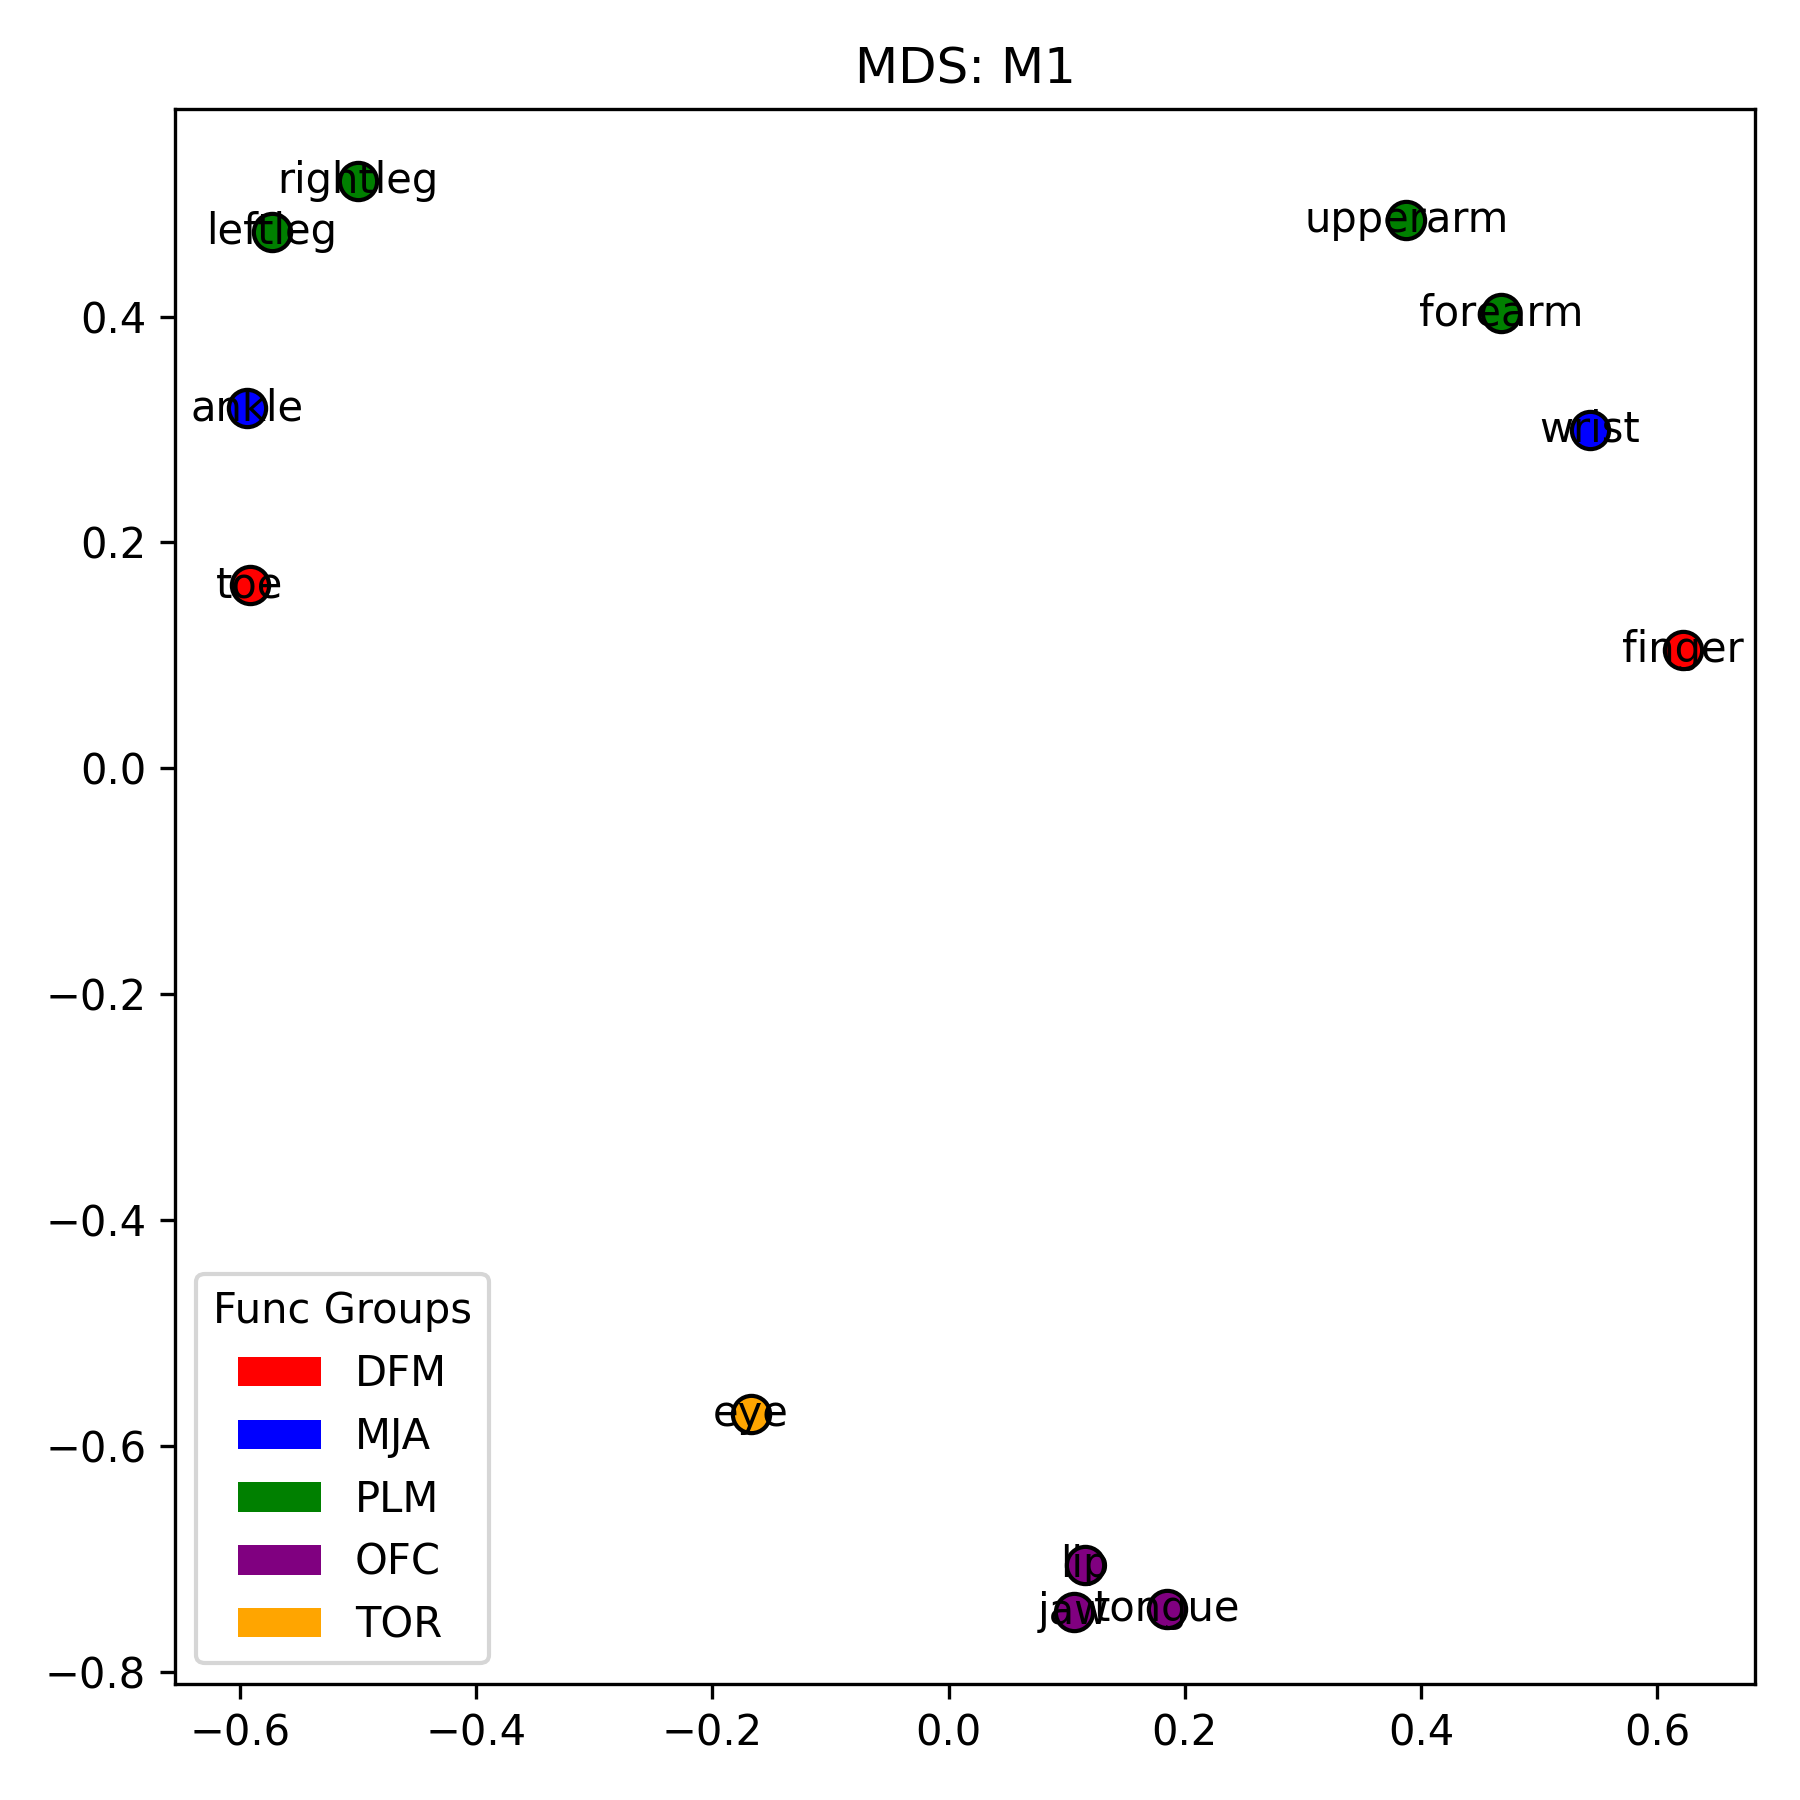 MDS: M1
rightleg
leftleg
upperarm
forearm
ankle
wrist
toe
finger
eye
lip
jaw
tongue
0.4
0.2
0.0
−0.2
−0.4
−0.6
−0.8
Func Groups
DFM
MJA
PLM
OFC
TOR
−0.6 −0.4 −0.2 0.0 0.2 0.4 0.6